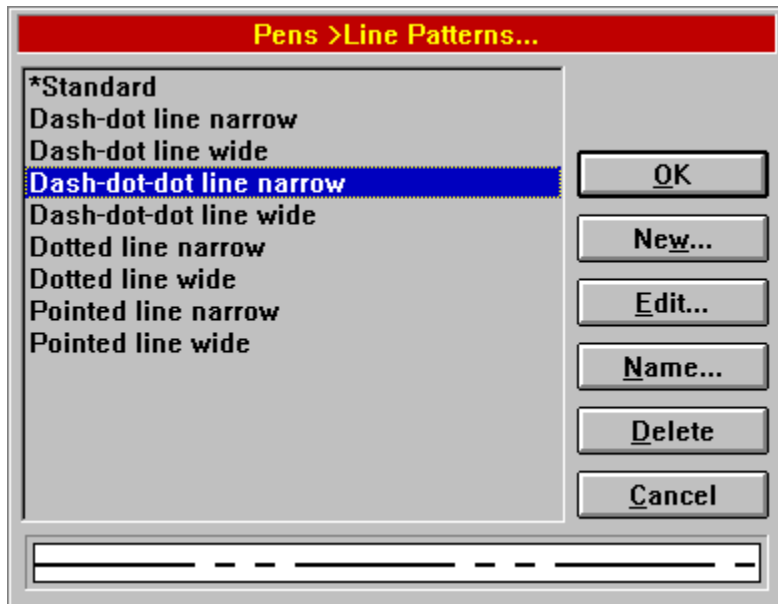 Pens >Line Patterns...
*Standard
Dash-dot line narrow
Dash-dot line wide
Dash-dot-dot line narrow
Dash-dot-dot line wide
Dotted line narrow
Dotted line wide
Pointed line narrow
Pointed line wide
OK
New...
Edit...
Name...
Delete
Cancel